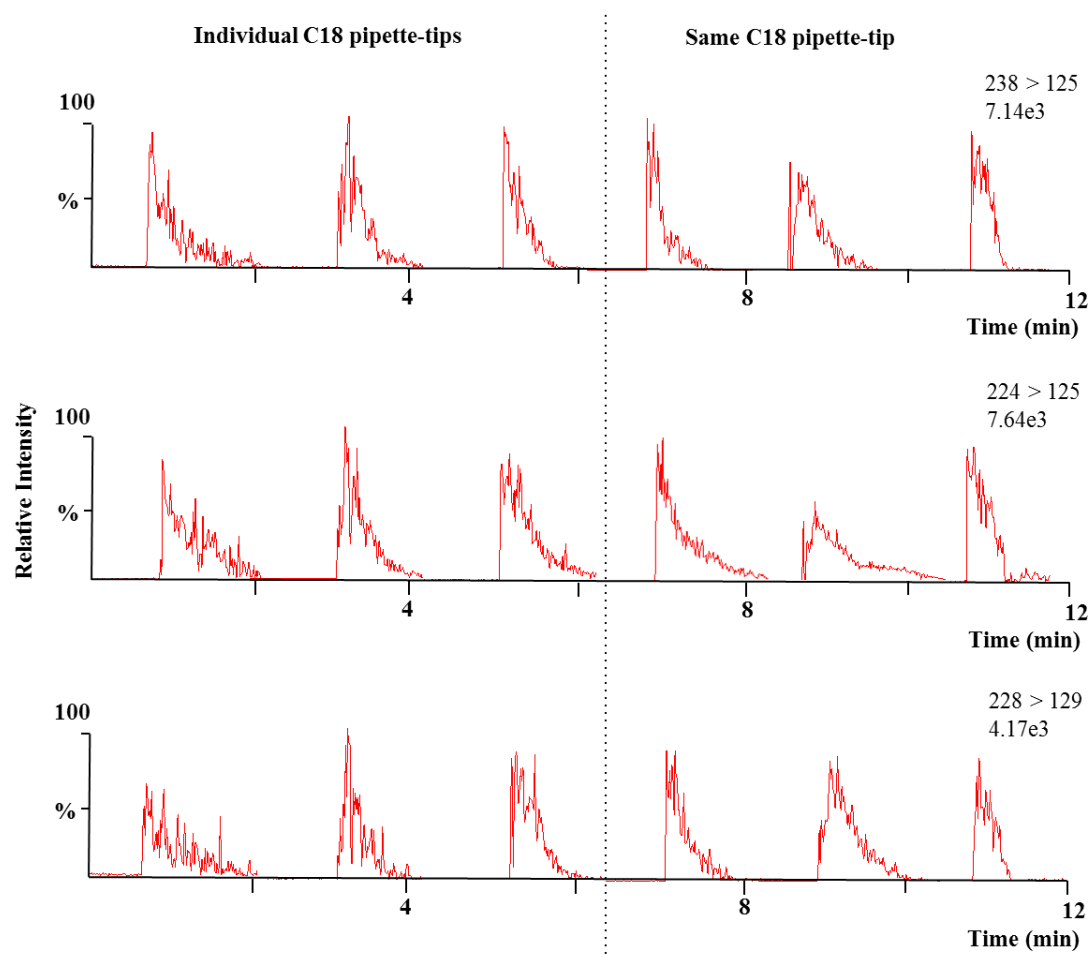 Individual C18 pipette-tips
Same C18 pipette-tip
238 > 125
7.14e3
100
%
4
8
12
Time (min)
Relative Intensity
224 > 125
7.64e3
100
%
4
8
12
Time (min)
228 > 129
4.17e3
100
%
4
8
12
Time (min)